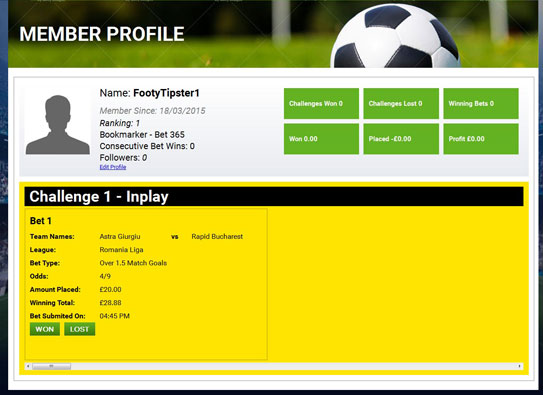 MEMBER PROFILE
Name: FootyTipster1
Member Since: 18/03/2015
Ranking: 1
Bookmarker - Bet 365
Consecutive Bet Wins: 0
Followers: 0
Edit Profile
Challenges Won 0
Challenges Lost 0
Winning Bets 0
Won 0.00
Placed -£0.00
Profit £0.00
Challenge 1 - Inplay
Bet 1
Team Names: Astra Giurgiu vs Rapid Bucharest
League: Romania Liga
Bet Type: Over 1.5 Match Goals
Odds: 4/9
Amount Placed: £20.00
Winning Total: £28.88
Bet Submited On: 04:45 PM
WON LOST